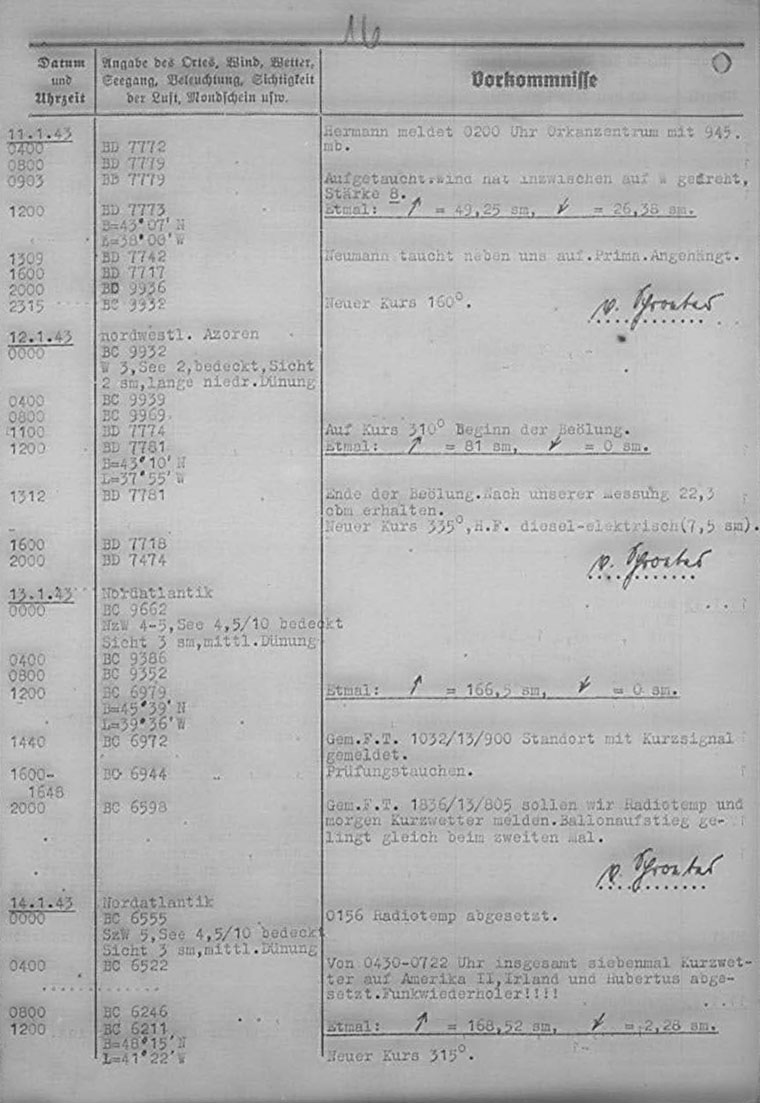 16
Datum
und
Uhrzeit
Angabe des Ortes, Wind, Wetter,
Seegang, Beleuchtung, Sichtigkeit
der Luft, Mondschein usw.
Vorkommnisse
11.1.43 Hermann meldet 0200 Uhr Orkanzentrum mit 945.
0400 BD 7772 mb.
0800 BD 7779
0903 BD 7779 Aufgetaucht.Wind hat inzwischen auf W gedreht,
Stärke 8.
1200 BD 7773 Etmal: ↑ = 49,25 sm, ↓ = 26,38 sm.
B=43°07' N
L=38°00' W
1309 BD 7742 Neumann taucht neben uns auf.Prima.Angehängt.
1600 BD 7717
2000 BD 9936
2315 BC 9932 Neuer Kurs 160°.
12.1.43 nordwestl. Azoren
0000 BC 9932
W 3,See 2,bedeckt,Sicht
2 sm,lange niedr.Dünung
0400 BC 9939
0800 BC 9969
1100 BD 7774 Auf Kurs 310° Beginn der Beölung.
1200 BD 7781 Etmal: ↑ = 81 sm, ↓ = 0 sm.
B=43°10' N
L=37°55' W
1312 BD 7781 Ende der Beölung.Nach unserer Messung 22,3
cbm erhalten.
Neuer Kurs 335°,H.F. diesel-elektrisch(7,5 sm).
1600 BD 7718
2000 BD 7474
13.1.43 Nordatlantik
0000 BC 9662
NzW 4-5,See 4,5/10 bedeckt
Sicht 3 sm,mittl.Dünung
0400 BC 9386
0800 BC 9352
1200 BC 6979 Etmal: ↑ = 166,5 sm, ↓ = 0 sm.
B=45°39' N
L=39°36' W
1440 BC 6972 Gem.F.T. 1032/13/900 Standort mit Kurzsignal
gemeldet.
1600- BC 6944 Prüfungstauchen.
1648
2000 BC 6598 Gem.F.T. 1836/13/805 sollen wir Radiotemp und
morgen Kurzwetter melden.Ballonaufstieg ge-
lingt gleich beim zweiten Mal.
14.1.43 Nordatlantik
0000 BC 6555 0156 Radiotemp abgesetzt.
SzW 5,See 4,5/10 bedeckt
Sicht 3 sm,mittl.Dünung
0400 BC 6522 Von 0430-0722 Uhr insgesamt siebenmal Kurzwet-
ter auf Amerika II,Irland und Hubertus abge-
setzt.Funkwiederholer!!!!
0800 BC 6246
1200 BC 6211 Etmal: ↑ = 168,52 sm, ↓ = 2,28 sm.
B=48°15' N
L=41°22' W Neuer Kurs 315°.